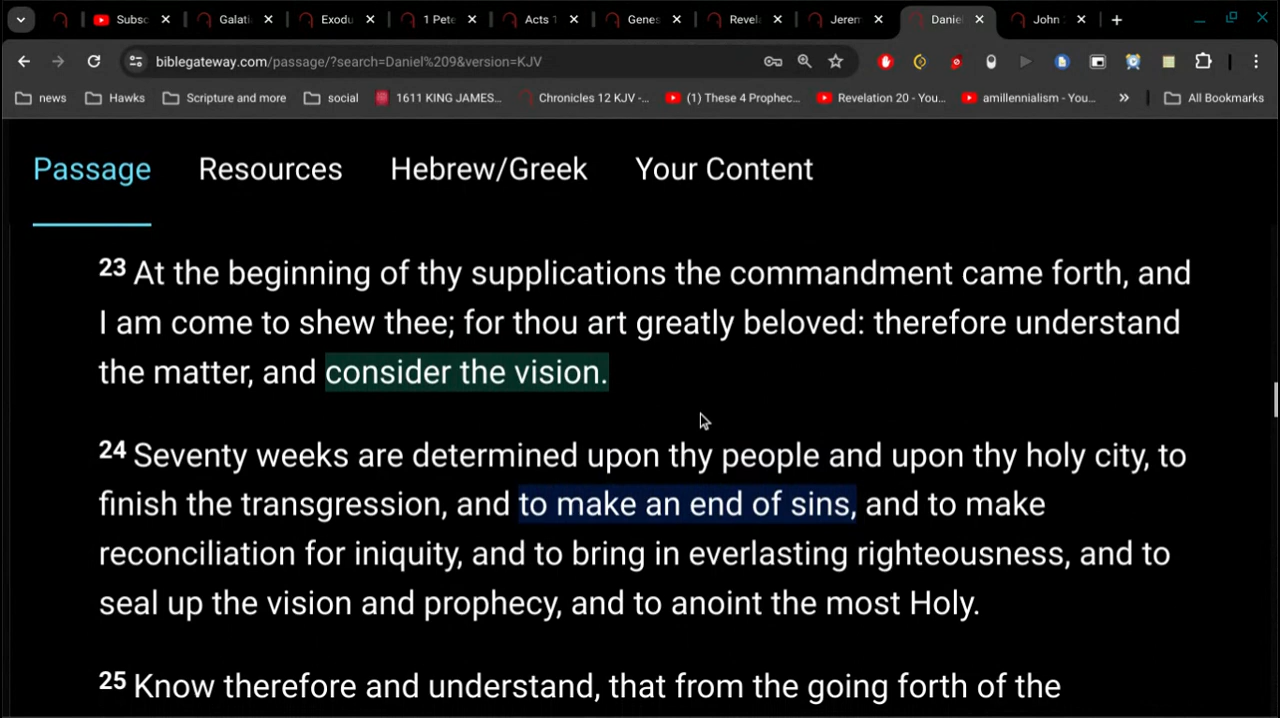 Subsc Galati Exodu 1 Pete Acts 1 Genes Revela Jerem Daniel John
biblegateway.com/passage/?search=Daniel%209&version=KJV
news Hawks Scripture and more social 1611 KING JAMES... Chronicles 12 KJV -... (1) These 4 Prophec... Revelation 20 - You... amillennialism - You... » All Bookmarks
Passage Resources Hebrew/Greek Your Content
23 At the beginning of thy supplications the commandment came forth, and
I am come to shew thee; for thou art greatly beloved: therefore understand
the matter, and consider the vision.
24 Seventy weeks are determined upon thy people and upon thy holy city, to
finish the transgression, and to make an end of sins, and to make
reconciliation for iniquity, and to bring in everlasting righteousness, and to
seal up the vision and prophecy, and to anoint the most Holy.
25 Know therefore and understand, that from the going forth of the